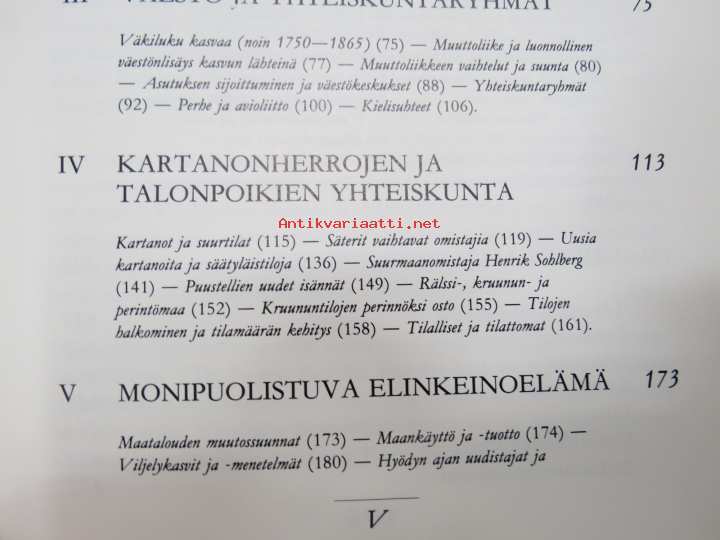 III VÄESTÖ JA YHTEISKUNTARYHMÄT 75
Väkiluku kasvaa (noin 1750—1865) (75) — Muuttoliike ja luonnollinen
väestönlisäys kasvun lähteinä (77) — Muuttoliikkeen vaihtelut ja suunta (80)
— Asutuksen sijoittuminen ja väestökeskukset (88) — Yhteiskuntaryhmät
(92) — Perhe ja avioliitto (100) — Kielisuhteet (106).
IV KARTANONHERROJEN JA 113
TALONPOIKIEN YHTEISKUNTA
Antikvariaatti.net
Kartanot ja suurtilat (115) — Säterit vaihtavat omistajia (119) — Uusia
kartanoita ja säätyläistiloja (136) — Suurmaanomistaja Henrik Sohlberg
(141) — Puustellien uudet isännät (149) — Rälssi-, kruunun- ja
perintömaa (152) — Kruununtilojen perinnöksi osto (155) — Tilojen
halkominen ja tilamäärän kehitys (158) — Tilalliset ja tilattomat (161).
V MONIPUOLISTUVA ELINKEINOELÄMÄ 173
Maatalouden muutossuunnat (173) — Maankäyttö ja -tuotto (174) —
Viljelykasvit ja -menetelmät (180) — Hyödyn ajan uudistajat ja
V